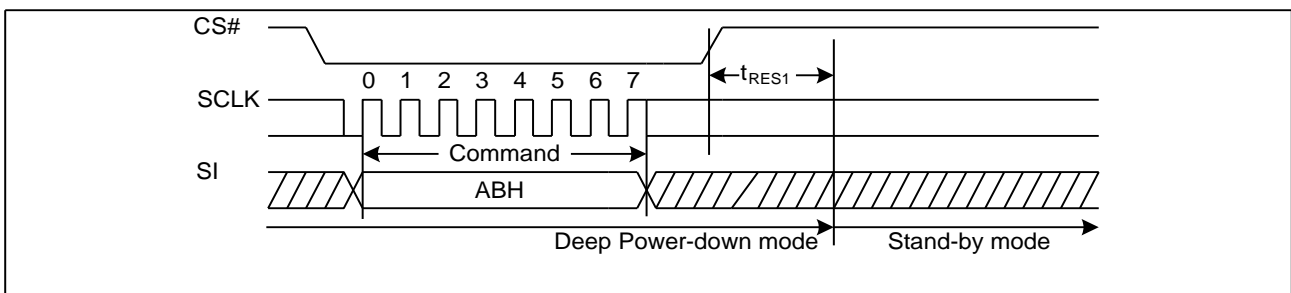 CS#
tRES1
0 1 2 3 4 5 6 7
SCLK
Command
SI
ABH
Deep Power-down mode Stand-by mode